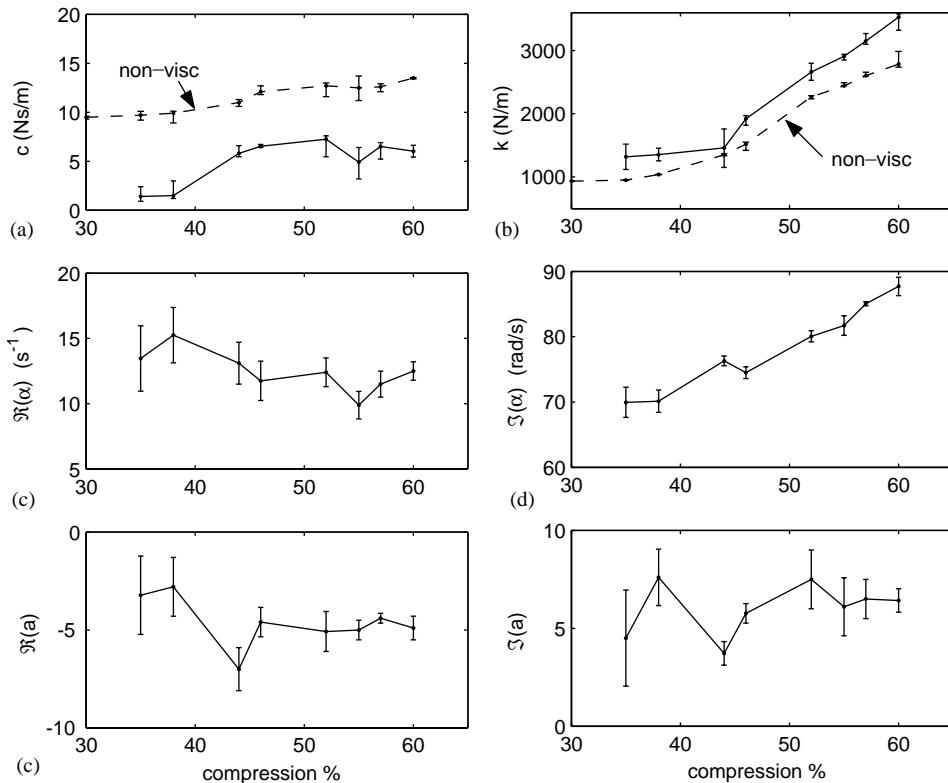 20
15
10
5
0
c (Ns/m)
non−visc
(a)
30 40 50 60
3000
2000
1000
k (N/m)
non−visc
(b)
30 40 50 60
20
15
10
5
ℜ(α) (s⁻¹)
(c)
30 40 50 60
90
80
70
60
ℑ(α) (rad/s)
(d)
30 40 50 60
0
-5
-10
ℜ(a)
(c)
30 40 50 60
compression %
10
5
0
ℑ(a)
30 40 50 60
compression %